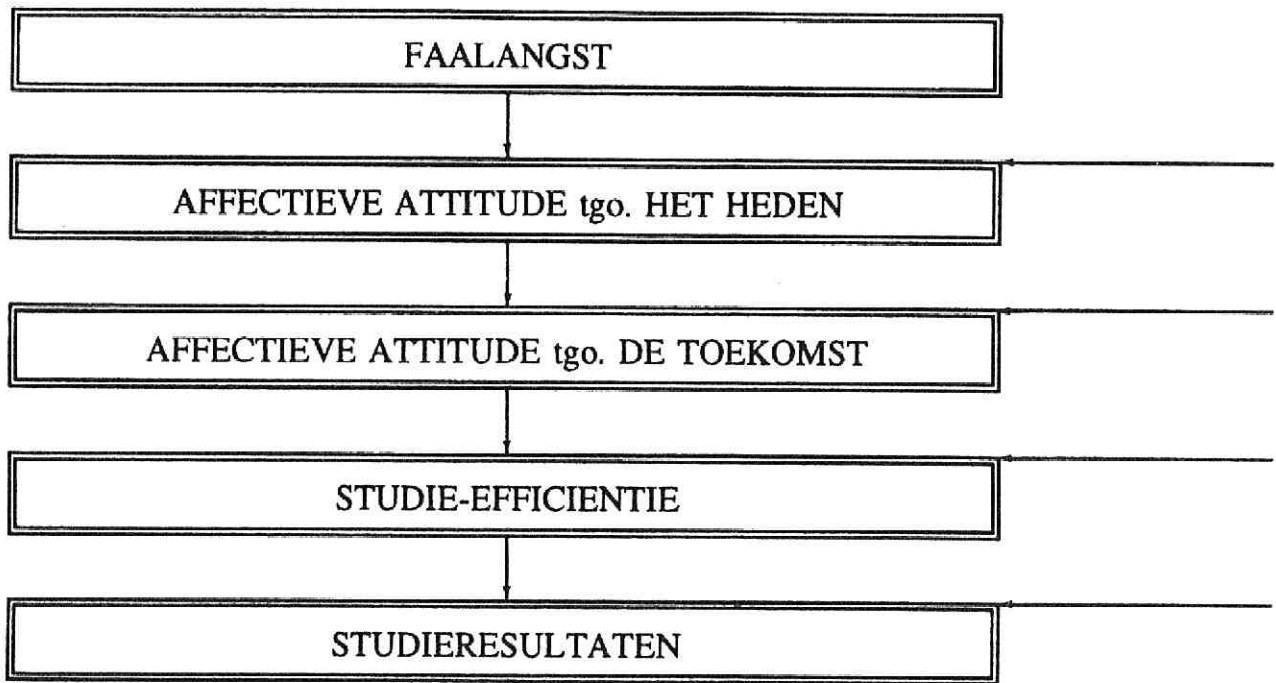 FAALANGST
AFFECTIEVE ATTITUDE tgo. HET HEDEN
AFFECTIEVE ATTITUDE tgo. DE TOEKOMST
STUDIE-EFFICIENTIE
STUDIERESULTATEN